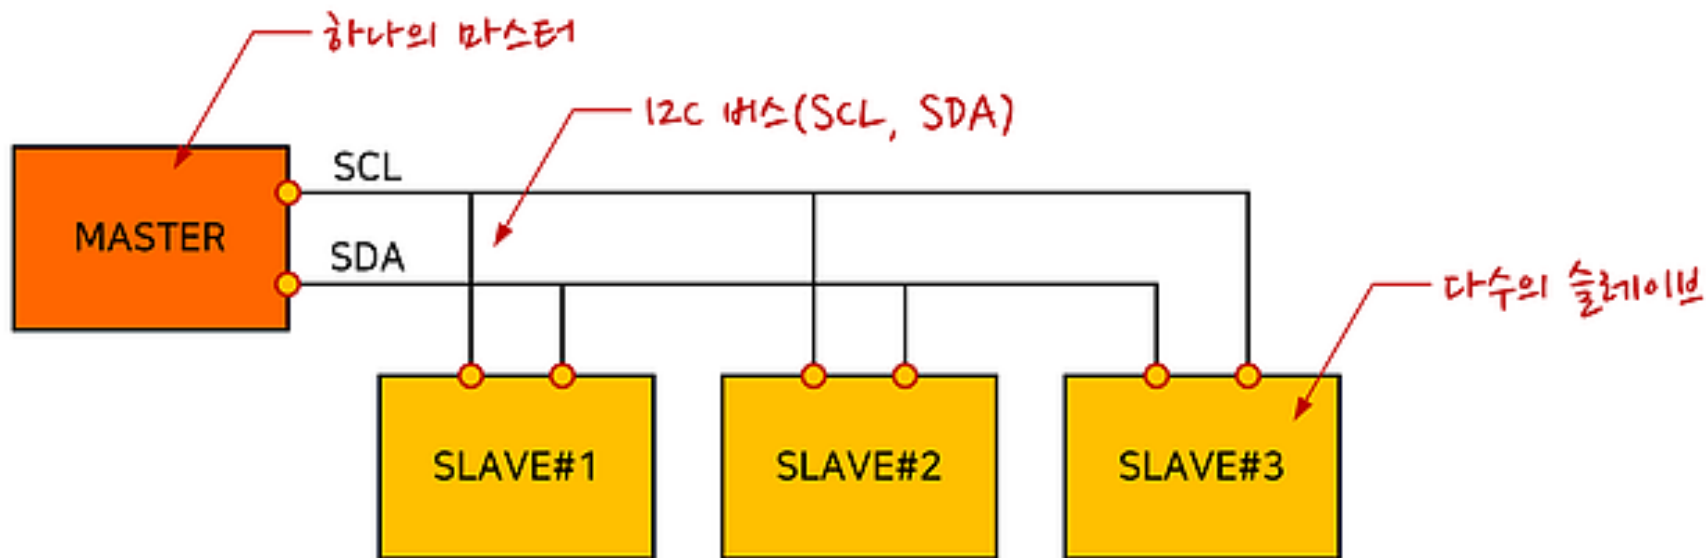 하나의 마스터
I2C 버스(SCL, SDA)
SCL
MASTER
SDA
다수의 슬레이브
SLAVE#1
SLAVE#2
SLAVE#3